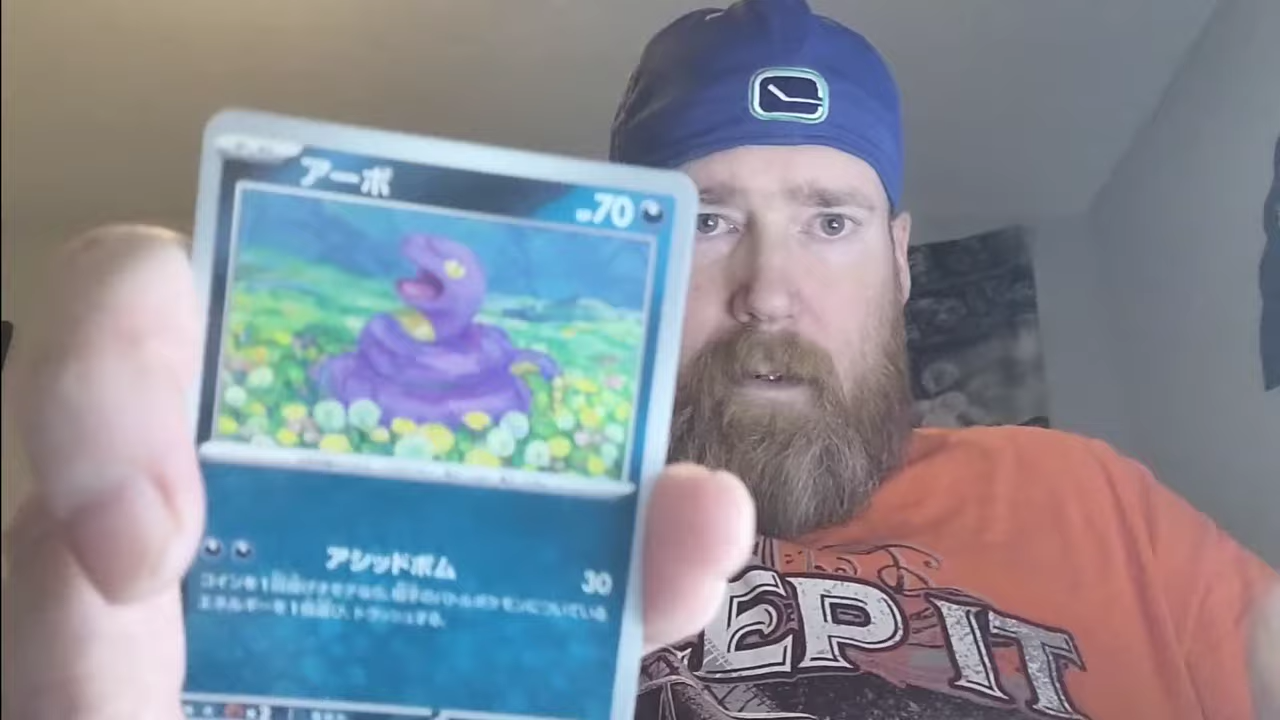 アーボ
HP 70
アシッドボム 30
コインを1回投げオモテなら、相手のバトルポケモンについている
エネルギーを1個選び、トラッシュする。
EEP IT